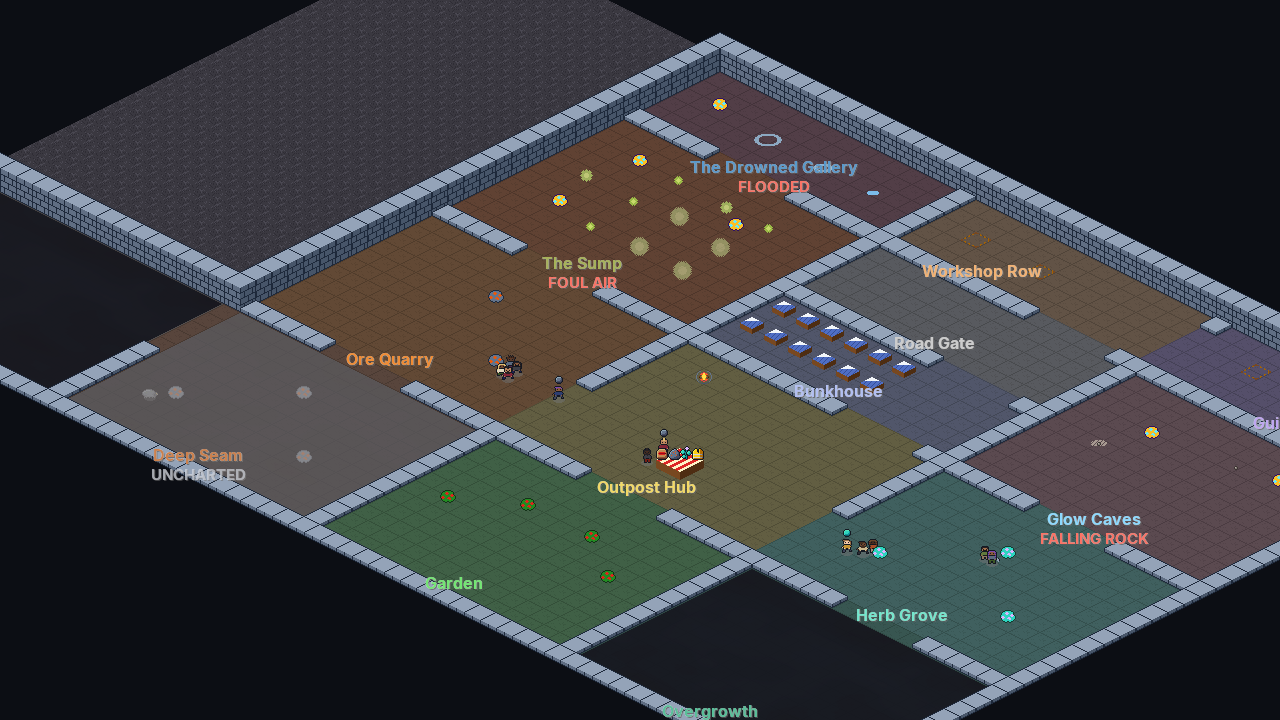 The Drowned Gallery
FLOODED
The Sump
FOUL AIR
Workshop Row
Road Gate
Ore Quarry
Bunkhouse
Deep Seam
UNCHARTED
Outpost Hub
Glow Caves
FALLING ROCK
Garden
Herb Grove
Overgrowth